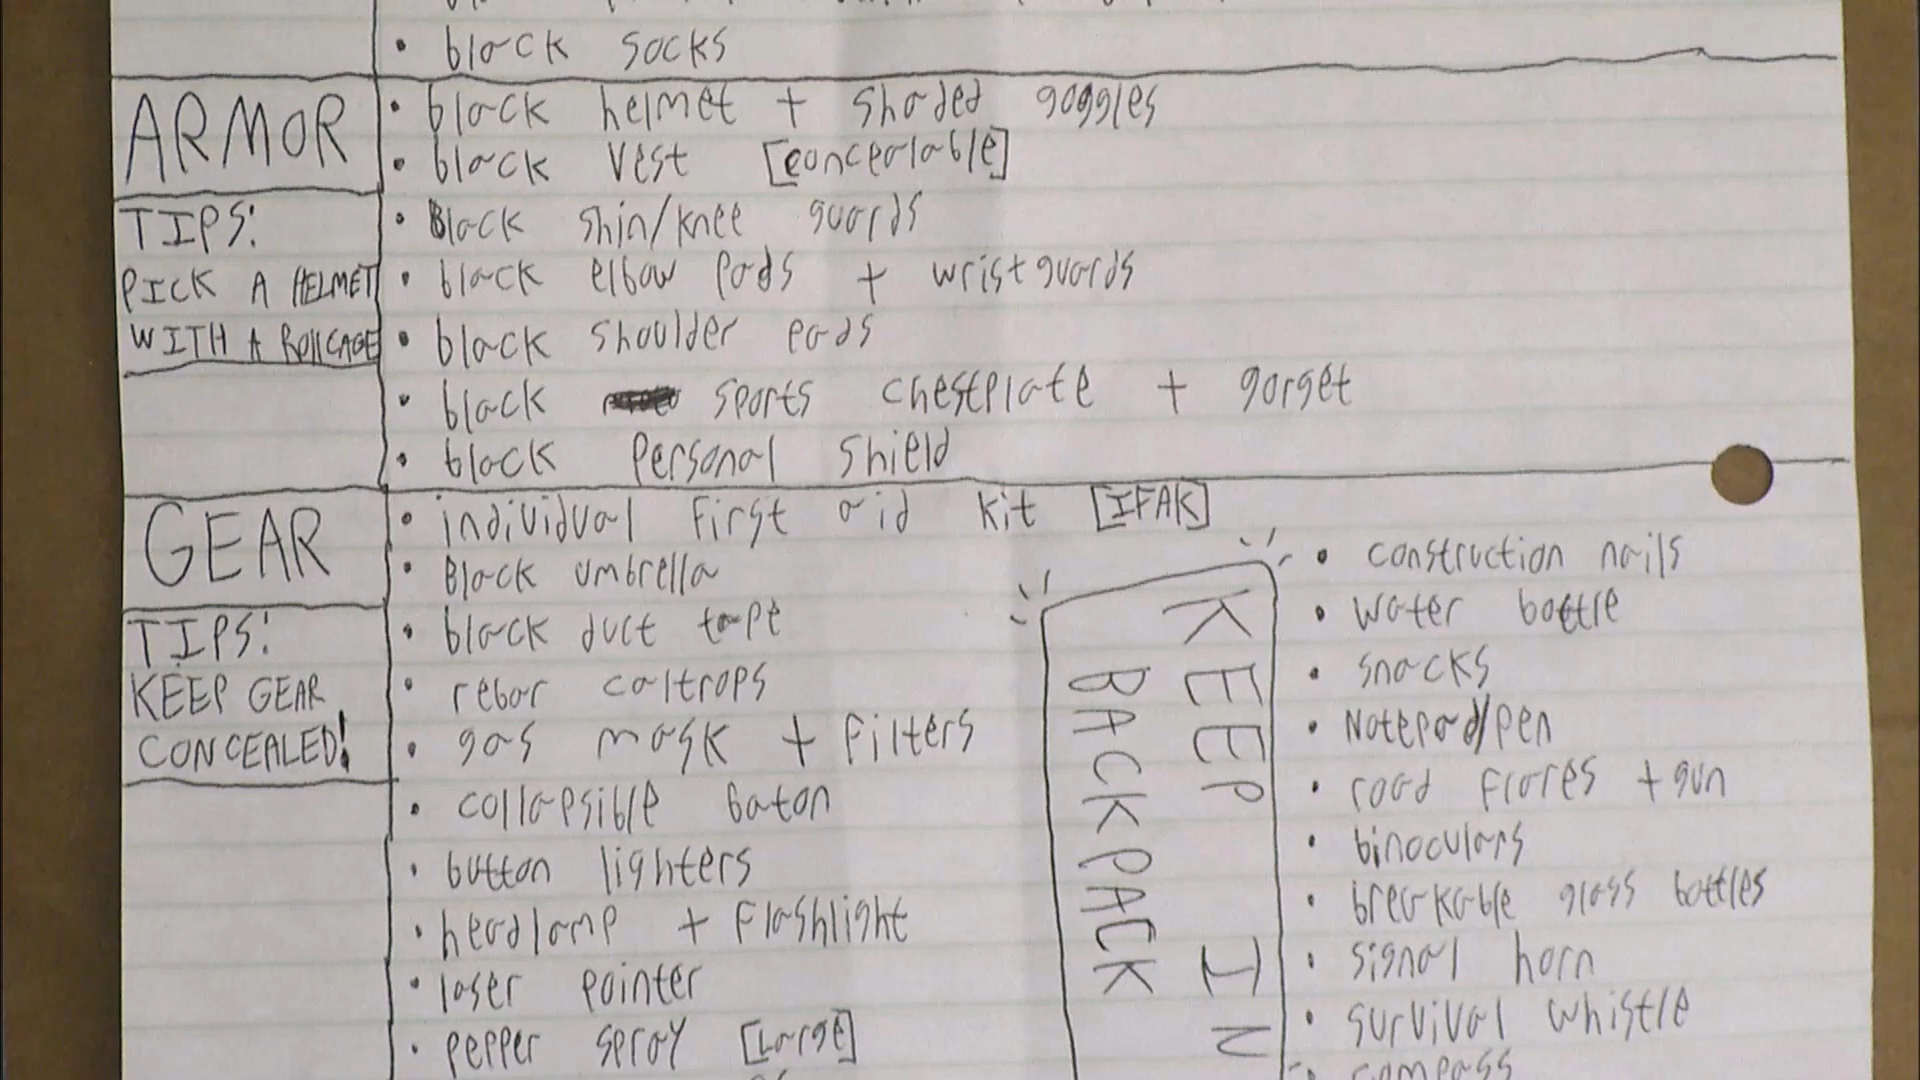 • black socks
ARMOR
• black helmet + shaded goggles
• black vest [concealable]
TIPS:
PICK A HELMET
WITH A ROLLCAGE
• Black shin/knee guards
• black elbow pads + wristguards
• black shoulder pads
• black sports chestplate + gorget
• black personal shield
GEAR
TIPS:
KEEP GEAR
CONCEALED!
• individual first aid kit [IFAK]
• Black umbrella
• black duct tape
• rebar caltrops
• gas mask + filters
• collapsible baton
• button lighters
• headlamp + flashlight
• laser pointer
• pepper spray [Large]
KEEP IN
BACKPACK
• construction nails
• water bottle
• snacks
• Notepad/pen
• road flares + gun
• binoculars
• breakable glass bottles
• signal horn
• survival whistle
• compass